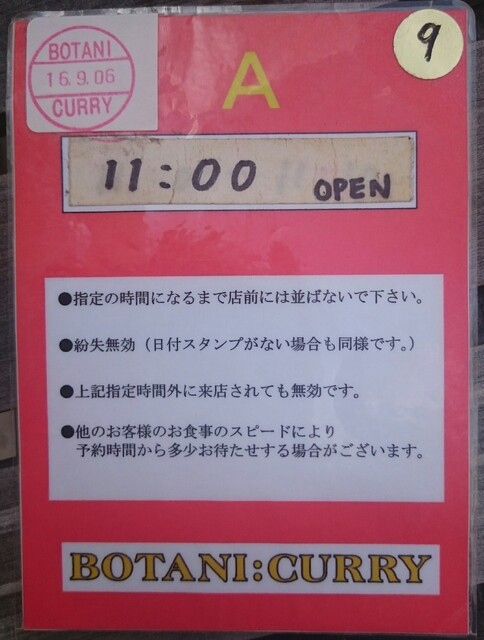 BOTANI
16.9.06
CURRY
9
A
11:00 OPEN
●指定の時間になるまで店前には並ばないで下さい。
●紛失無効（日付スタンプがない場合も同様です。）
●上記指定時間外に来店されても無効です。
●他のお客様のお食事のスピードにより
予約時間から多少お待たせする場合がございます。
BOTANI:CURRY